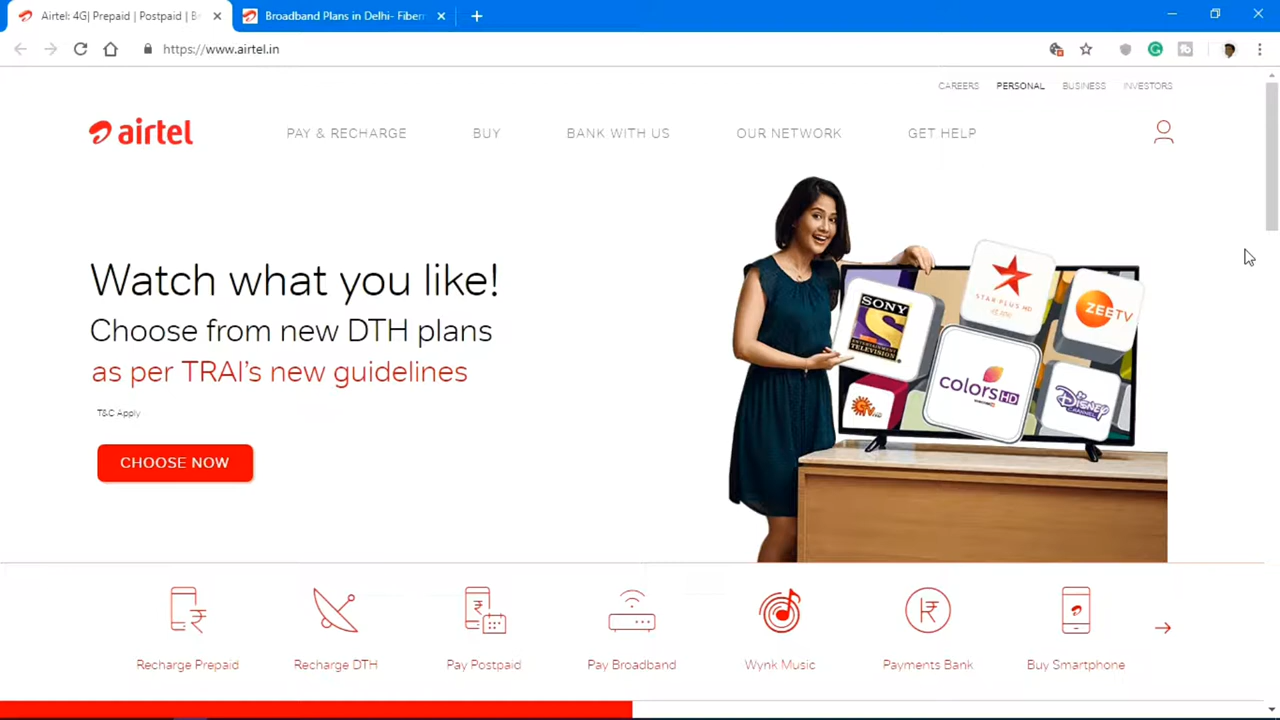 Airtel: 4G| Prepaid | Postpaid |
Broadband Plans in Delhi- Fiber
https://www.airtel.in
CAREERS
PERSONAL
BUSINESS
INVESTORS
airtel
PAY & RECHARGE
BUY
BANK WITH US
OUR NETWORK
GET HELP
Watch what you like!
Choose from new DTH plans
as per TRAI's new guidelines
T&C Apply
CHOOSE NOW
SONY
ENTERTAINMENT
TELEVISION
STAR PLUS HD
ZEE TV
colors HD
Disney
CHANNEL
Recharge Prepaid
Recharge DTH
Pay Postpaid
Pay Broadband
Wynk Music
Payments Bank
Buy Smartphone